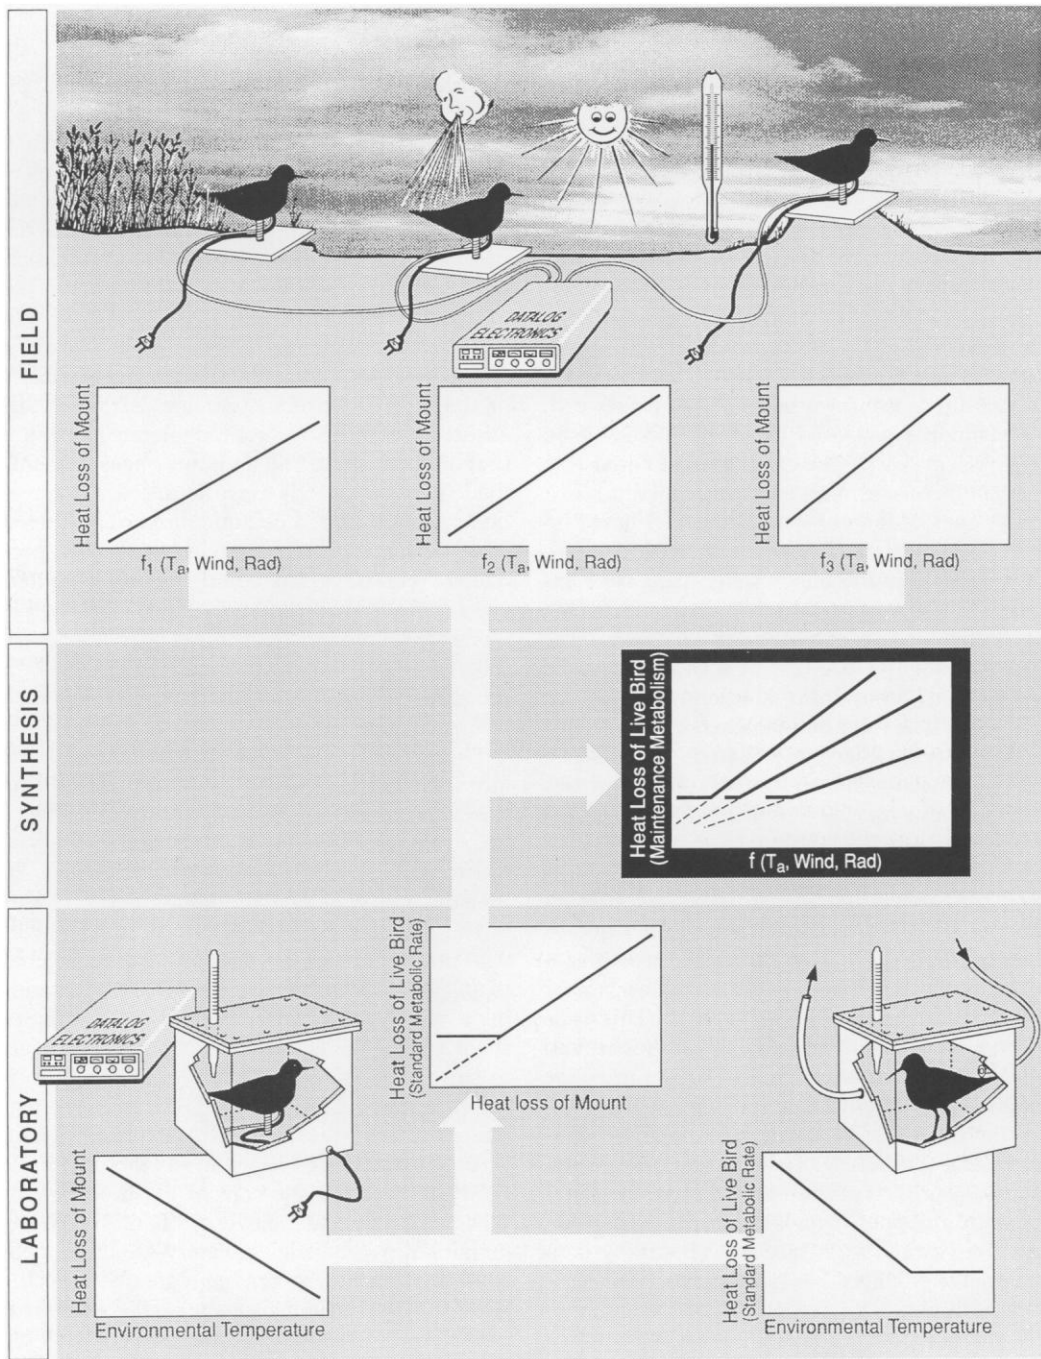 FIELD
DATALOG
ELECTRONICS
Heat Loss of Mount
f₁ (Tₐ, Wind, Rad)
Heat Loss of Mount
f₂ (Tₐ, Wind, Rad)
Heat Loss of Mount
f₃ (Tₐ, Wind, Rad)
SYNTHESIS
Heat Loss of Live Bird
(Maintenance Metabolism)
f (Tₐ, Wind, Rad)
LABORATORY
DATALOG
ELECTRONICS
Heat Loss of Live Bird
(Standard Metabolic Rate)
Heat loss of Mount
Heat Loss of Mount
Environmental Temperature
Heat Loss of Live Bird
(Standard Metabolic Rate)
Environmental Temperature